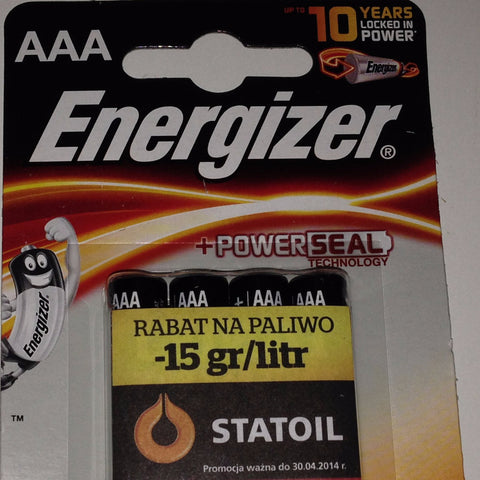 AAA
UP TO 10 YEARS
LOCKED IN
POWER*
Energizer
Energizer®
+POWERSEAL
TECHNOLOGY
Energizer
AAA AAA + AAA AAA
RABAT NA PALIWO
-15 gr/litr
STATOIL
Promocja ważna do 30.04.2014 r.
TM